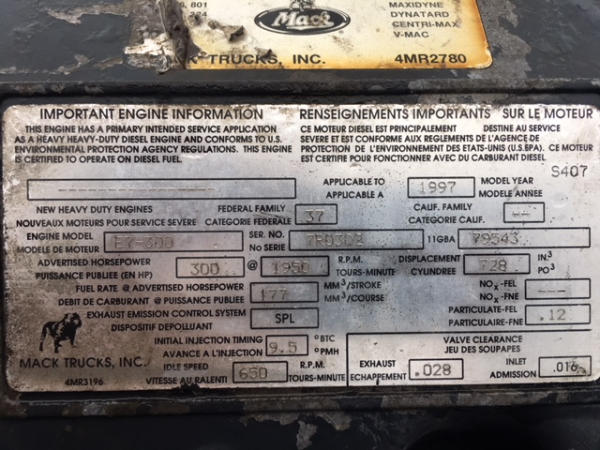 801
MAXIDYNE
DYNATARD
CENTRI-MAX
V-MAC
Mack
TRUCKS, INC. 4MR2780
IMPORTANT ENGINE INFORMATION
THIS ENGINE HAS A PRIMARY INTENDED SERVICE APPLICATION
AS A HEAVY HEAVY-DUTY DIESEL ENGINE AND CONFORMS TO U.S.
ENVIRONMENTAL PROTECTION AGENCY REGULATIONS. THIS ENGINE
IS CERTIFIED TO OPERATE ON DIESEL FUEL.
RENSEIGNEMENTS IMPORTANTS SUR LE MOTEUR
CE MOTEUR DIESEL EST PRINCIPALEMENT DESTINE AU SERVICE
SEVERE ET EST CONFORME AUX REGLEMENTS DE L'AGENCE DE
PROTECTION DE L'ENVIRONNEMENT DES ETATS-UNIS (U.S.EPA). CE MOTEUR
EST CERTIFIE POUR FONCTIONNER AVEC DU CARBURANT DIESEL
S407
APPLICABLE TO 1997 MODEL YEAR
APPLICABLE A MODELE ANNÉE
NEW HEAVY DUTY ENGINES FEDERAL FAMILY 37 CALIF. FAMILY --
NOUVEAUX MOTEURS POUR SERVICE SEVERE CATEGORIE FEDERALE CATEGORIE CALIF.
ENGINE MODEL E7-300 SER. NO. 11GBA 79543
MODELE DE MOTEUR No SERIE
ADVERTISED HORSEPOWER 300 @ 1950 R.P.M. DISPLACEMENT 728 IN.³
PUISSANCE PUBLIEE (EN HP) TOURS-MINUTE CYLINDREE PO³
FUEL RATE @ ADVERTISED HORSEPOWER 177 MM³/STROKE NOx-FEL ---
DEBIT DE CARBURANT @ PUISSANCE PUBLIÉE MM³/COURSE NOx-FNE
EXHAUST EMISSION CONTROL SYSTEM SPL PARTICULATE-FEL .12
DISPOSITIF DEPOLLUANT PARTICULAIRE-FNE
INITIAL INJECTION TIMING 9.5 °BTC
AVANCE A L'INJECTION °PMH
VALVE CLEARANCE
JEU DES SOUPAPES
MACK TRUCKS, INC.
4MR3196
IDLE SPEED 650 R.P.M.
VITESSE AU RALENTI TOURS-MINUTE
EXHAUST .028 INLET .016
ECHAPPEMENT ADMISSION